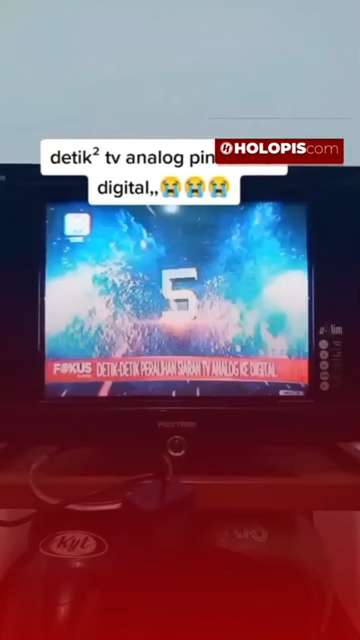 HOLOPIS.com
detik² tv analog pin
digital,,😭😭😭
5
FOKUS
DETIK-DETIK PERALIHAN SIARAN TV ANALOG KE DIGITAL
POLYTRON
Kyt